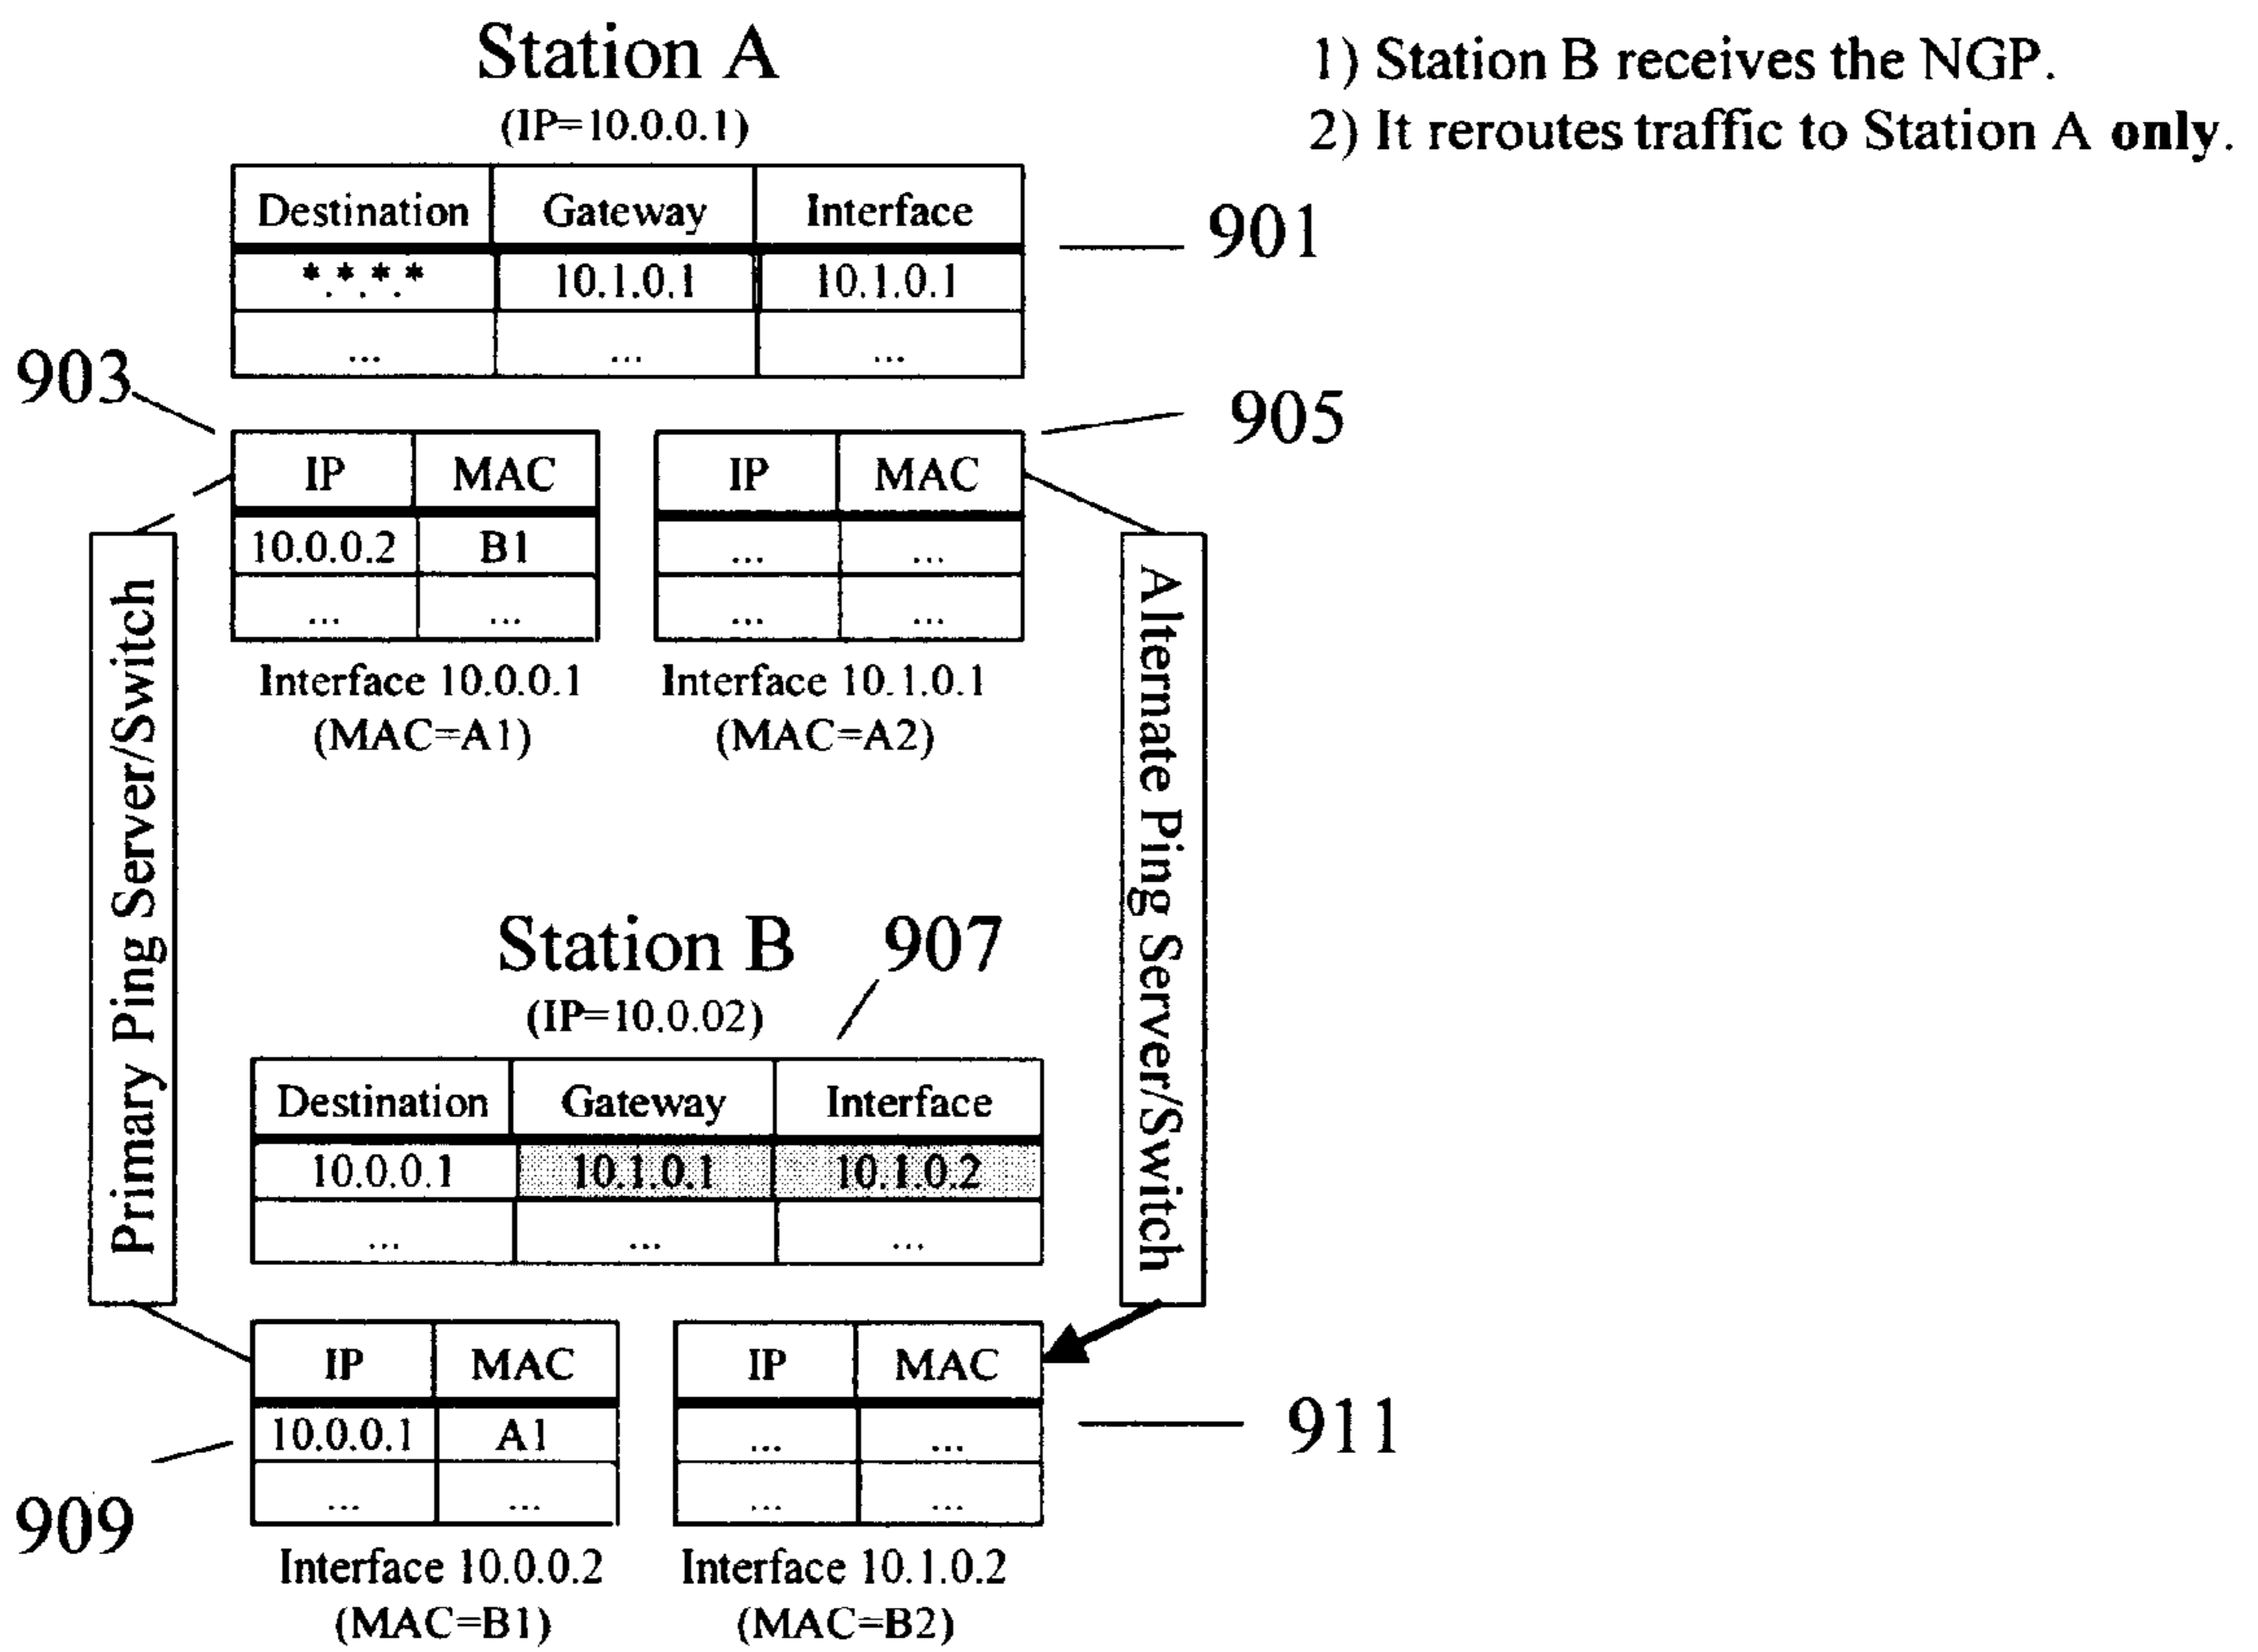 Station A
(IP=10.0.0.1)
1) Station B receives the NGP.
2) It reroutes traffic to Station A only.
Destination Gateway Interface
*.*.*.* 10.1.0.1 10.1.0.1
... ... ...
901
903
905
IP MAC
10.0.0.2 B1
... ...
Interface 10.0.0.1
(MAC=A1)
IP MAC
... ...
... ...
Interface 10.1.0.1
(MAC=A2)
Primary Ping Server/Switch
Alternate Ping Server/Switch
Station B
(IP=10.0.02)
907
Destination Gateway Interface
10.0.0.1 10.1.0.1 10.1.0.2
... ... ...
IP MAC
10.0.0.1 A1
... ...
Interface 10.0.0.2
(MAC=B1)
909
IP MAC
... ...
... ...
Interface 10.1.0.2
(MAC=B2)
911